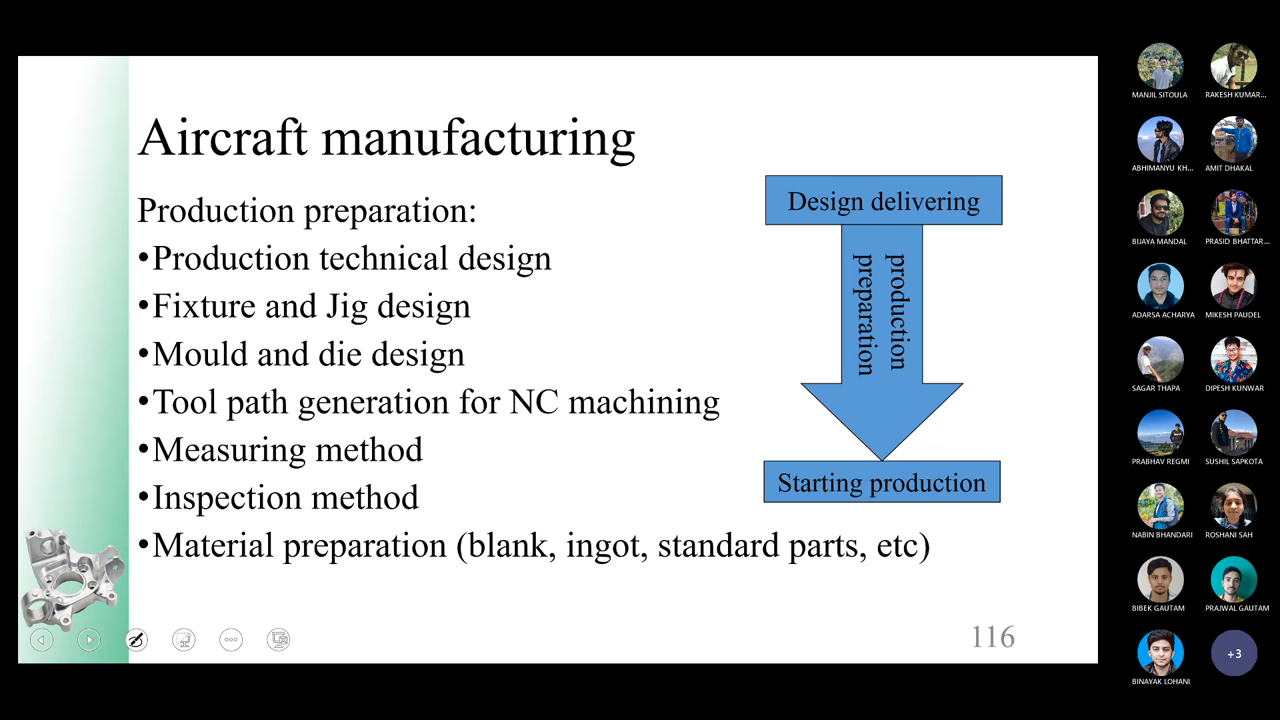 Aircraft manufacturing
Production preparation:
•Production technical design
•Fixture and Jig design
•Mould and die design
•Tool path generation for NC machining
•Measuring method
•Inspection method
•Material preparation (blank, ingot, standard parts, etc)
Design delivering
production
preparation
Starting production
116
MANJIL SITOULA
RAKESH KUMAR...
ABHIMANYU KH...
AMIT DHAKAL
BIJAYA MANDAL
PRASID BHATTAR...
ADARSA ACHARYA
MIKESH PAUDEL
SAGAR THAPA
DIPESH KUNWAR
PRABHAV REGMI
SUSHIL SAPKOTA
NABIN BHANDARI
ROSHANI SAH
BIBEK GAUTAM
PRAJWAL GAUTAM
BINAYAK LOHANI
+3